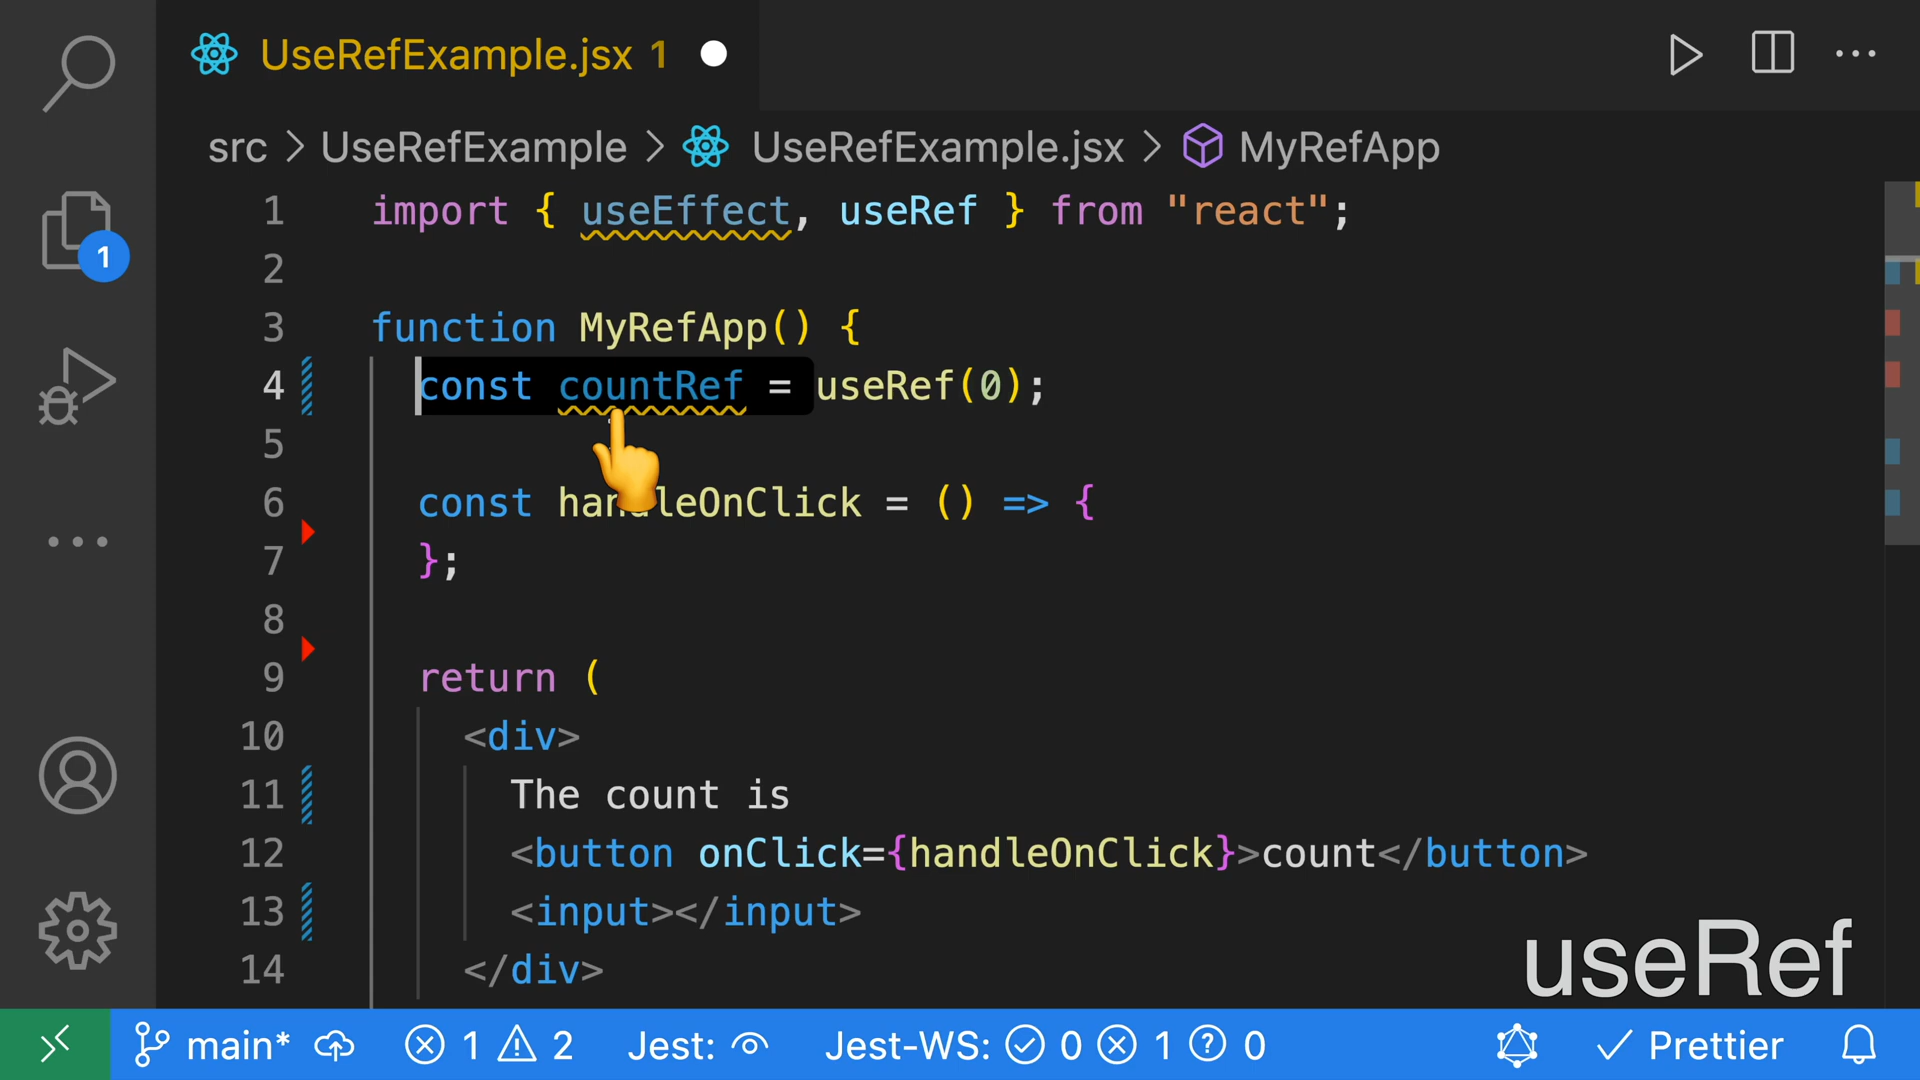 UseRefExample.jsx 1
src > UseRefExample > UseRefExample.jsx > MyRefApp
1
1 import { useEffect, useRef } from "react";
2
3 function MyRefApp() {
4 const countRef = useRef(0);
5
6 const handleOnClick = () => {
7 };
8
9 return (
10 <div>
11 The count is
12 <button onClick={handleOnClick}>count</button>
13 <input></input>
14 </div>
useRef
main* 1 2 Jest: Jest-WS: 0 1 0 Prettier